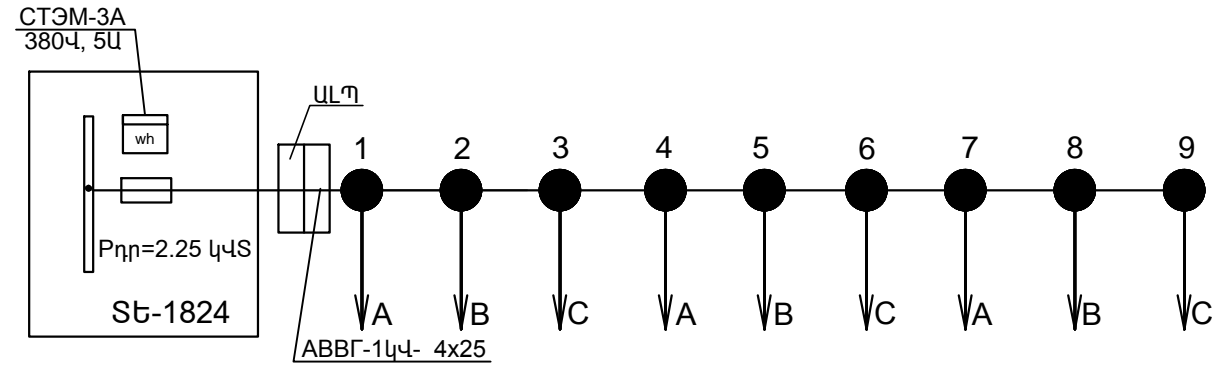 СТЭМ-3А
380Վ, 5Ա
ԱԼՊ
1 2 3 4 5 6 7 8 9
wh
Pդր=2.25 կՎՏ
ՏԵ-1824
A B C A B C A B C
АВВГ-1կՎ- 4x25